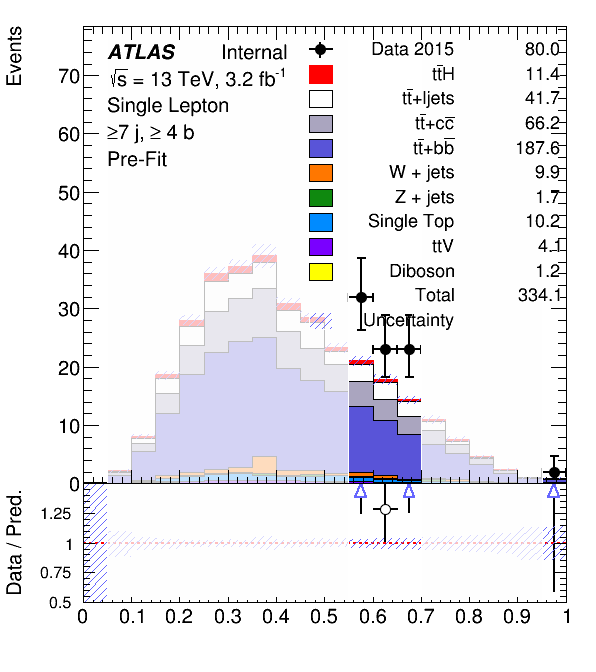 Events
ATLAS Internal
√s = 13 TeV, 3.2 fb⁻¹
Single Lepton
≥7 j, ≥ 4 b
Pre-Fit
Data 2015 80.0
tt̄H 11.4
tt̄+ljets 41.7
tt̄+cc̄ 66.2
tt̄+bb̄ 187.6
W + jets 9.9
Z + jets 1.7
Single Top 10.2
ttV 4.1
Diboson 1.2
Total 334.1
Uncertainty
70
60
50
40
30
20
10
0
Data / Pred.
1.25
1
0.75
0.5
0 0.1 0.2 0.3 0.4 0.5 0.6 0.7 0.8 0.9 1